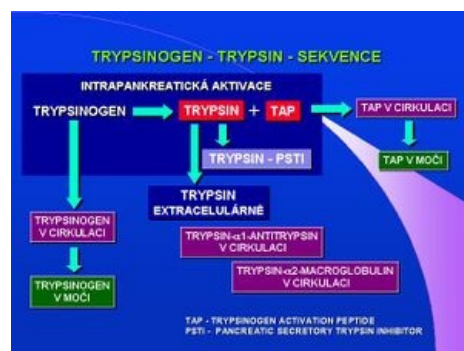 TRYPSINOGEN - TRYPSIN - SEKVENCE
INTRAPANKREATICKÁ AKTIVACE
TRYPSINOGEN
TRYPSIN + TAP
TAP V CIRKULACI
TRYPSIN - PSTI
TAP V MOČI
TRYPSIN
EXTRACELULÁRNĚ
TRYPSINOGEN
V CIRKULACI
TRYPSIN-α1-ANTITRYPSIN
V CIRKULACI
TRYPSIN-α2-MACROGLOBULIN
V CIRKULACI
TRYPSINOGEN
V MOČI
TAP - TRYPSINOGEN ACTIVATION PEPTIDE
PSTI - PANCREATIC SECRETORY TRYPSIN INHIBITOR